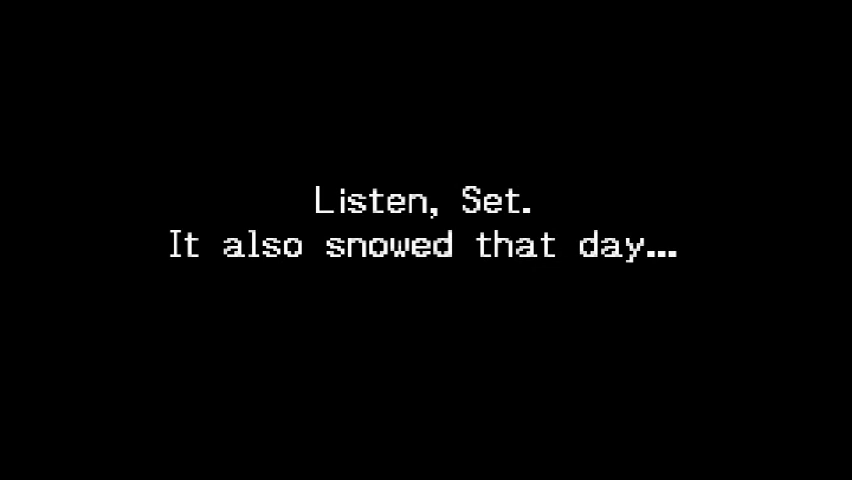 Listen, Set.
It also snowed that day...